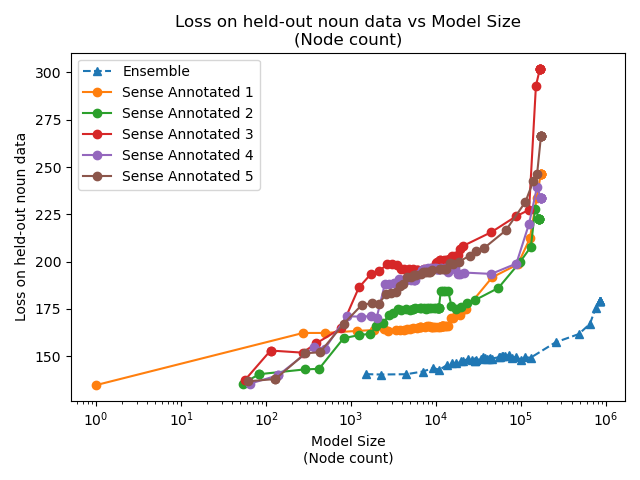 Loss on held-out noun data vs Model Size
(Node count)
Ensemble
Sense Annotated 1
Sense Annotated 2
Sense Annotated 3
Sense Annotated 4
Sense Annotated 5
Loss on held-out noun data
300
275
250
225
200
175
150
10⁰ 10¹ 10² 10³ 10⁴ 10⁵ 10⁶
Model Size
(Node count)